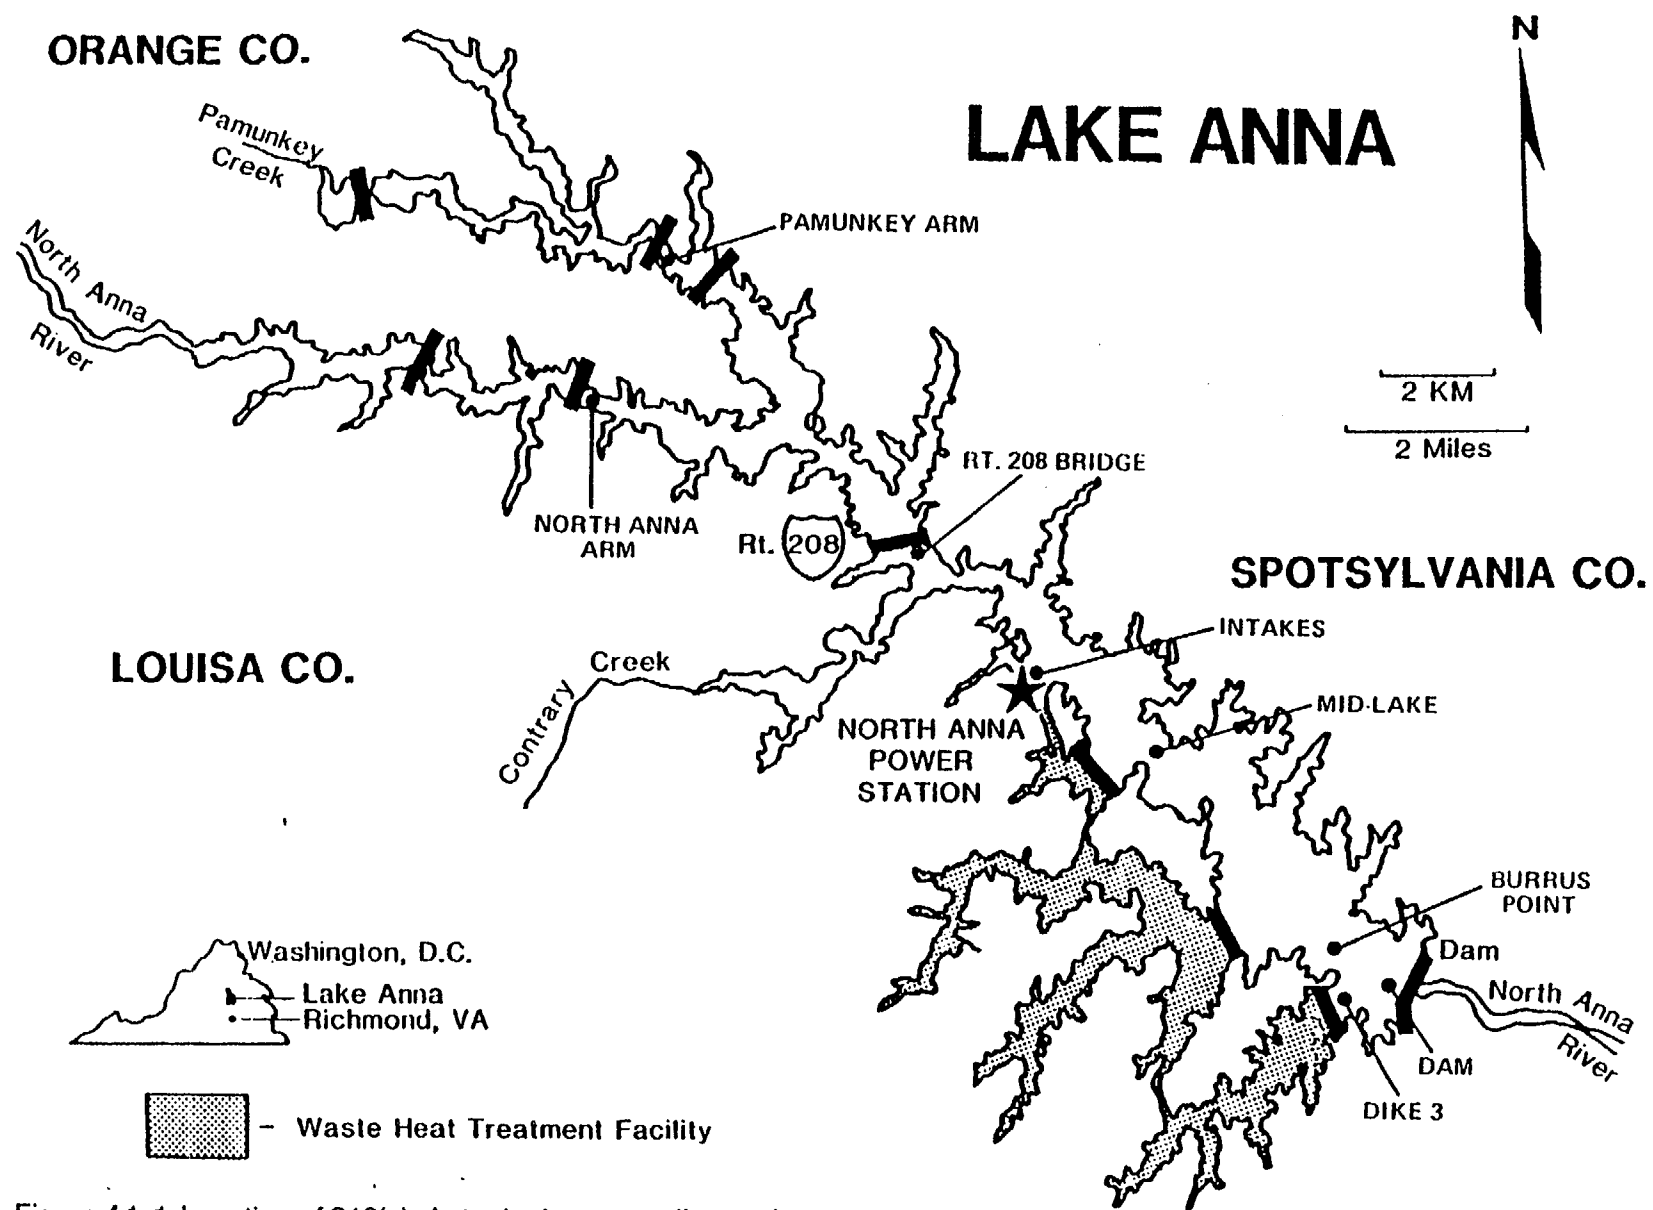 ORANGE CO.
N
LAKE ANNA
Pamunkey
Creek
PAMUNKEY ARM
North Anna
River
2 KM
2 Miles
RT. 208 BRIDGE
NORTH ANNA
ARM
Rt. 208
SPOTSYLVANIA CO.
INTAKES
LOUISA CO.
Creek
Contrary
MID-LAKE
NORTH ANNA
POWER
STATION
BURRUS
POINT
Dam
Washington, D.C.
Lake Anna
Richmond, VA
North Anna
River
DAM
DIKE 3
- Waste Heat Treatment Facility